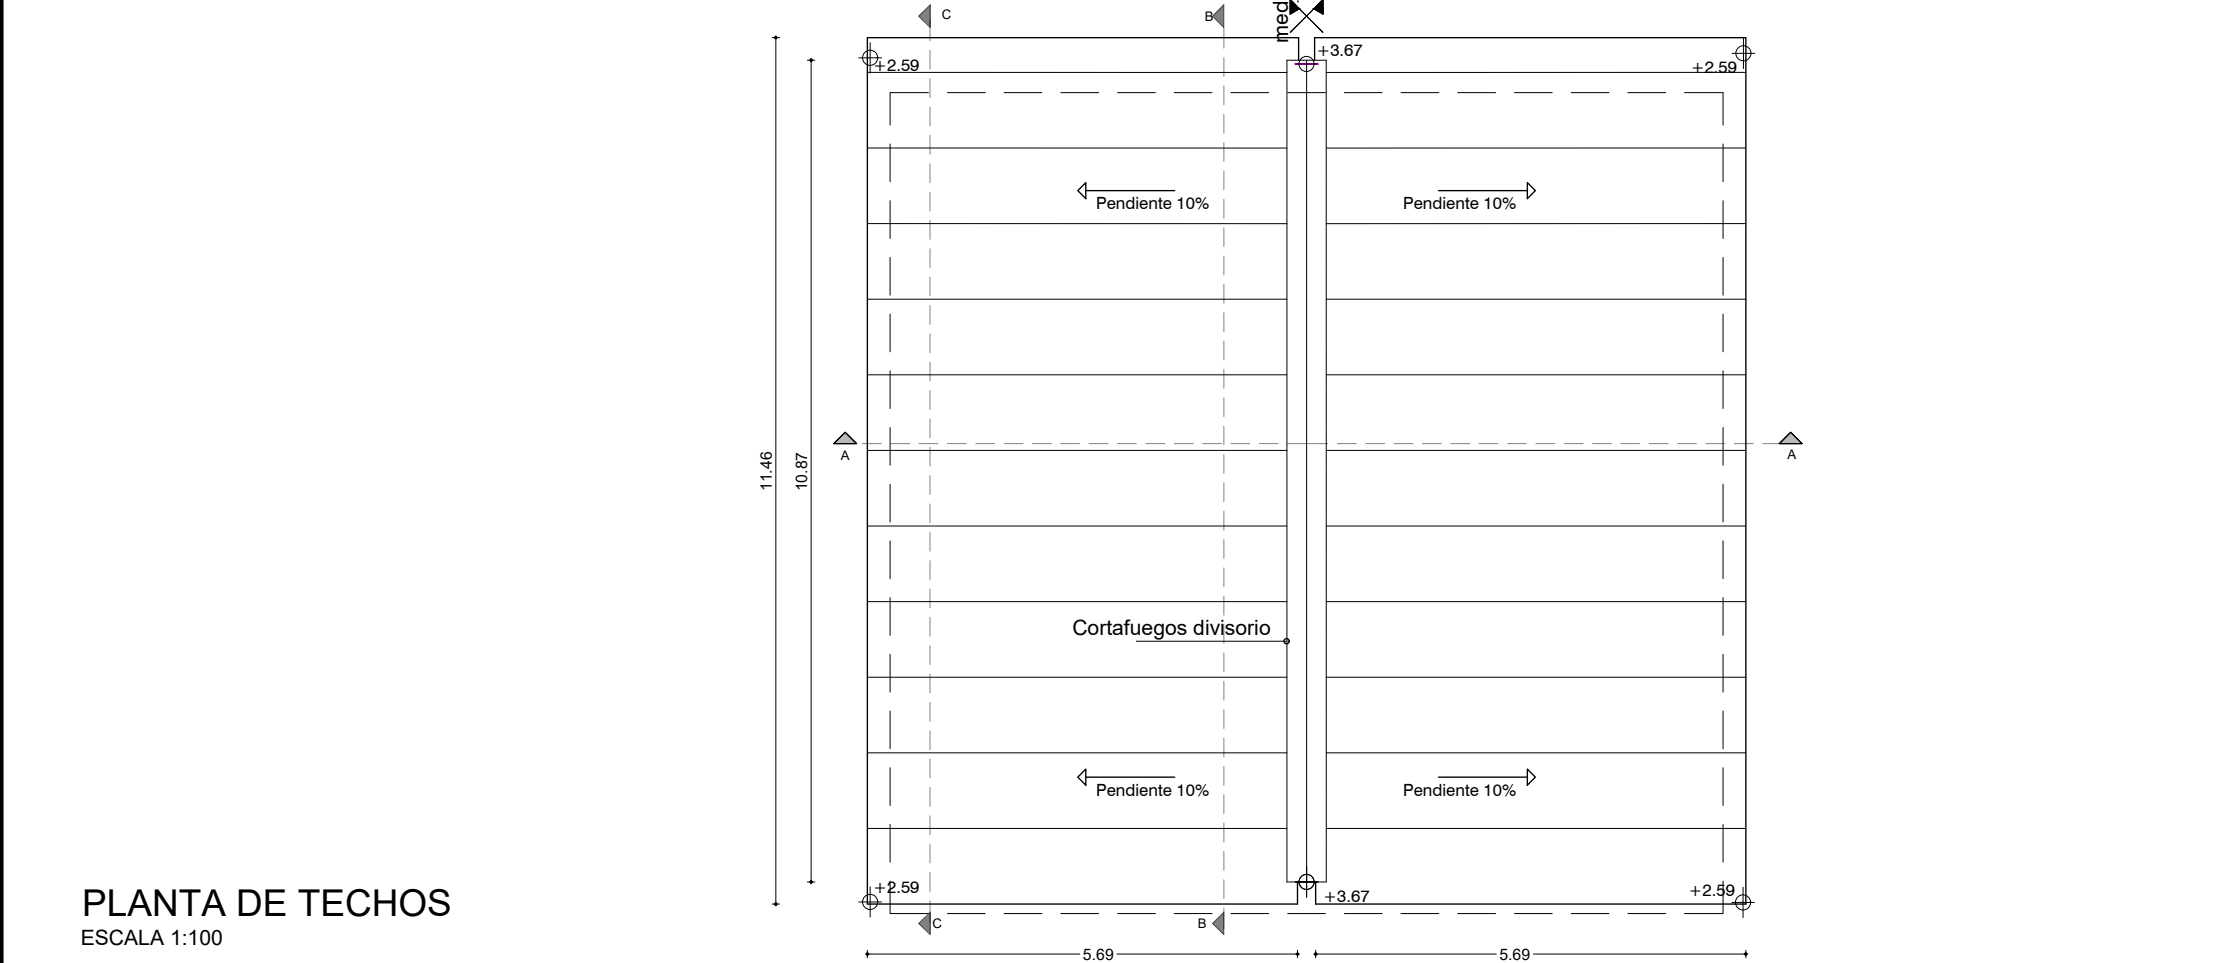 C
B
med
+3.67
+2.59
+2.59
Pendiente 10%
Pendiente 10%
A
A
11.46
10.87
Cortafuegos divisorio
Pendiente 10%
Pendiente 10%
+2.59
+3.67
+2.59
PLANTA DE TECHOS
ESCALA 1:100
C
B
5.69
5.69